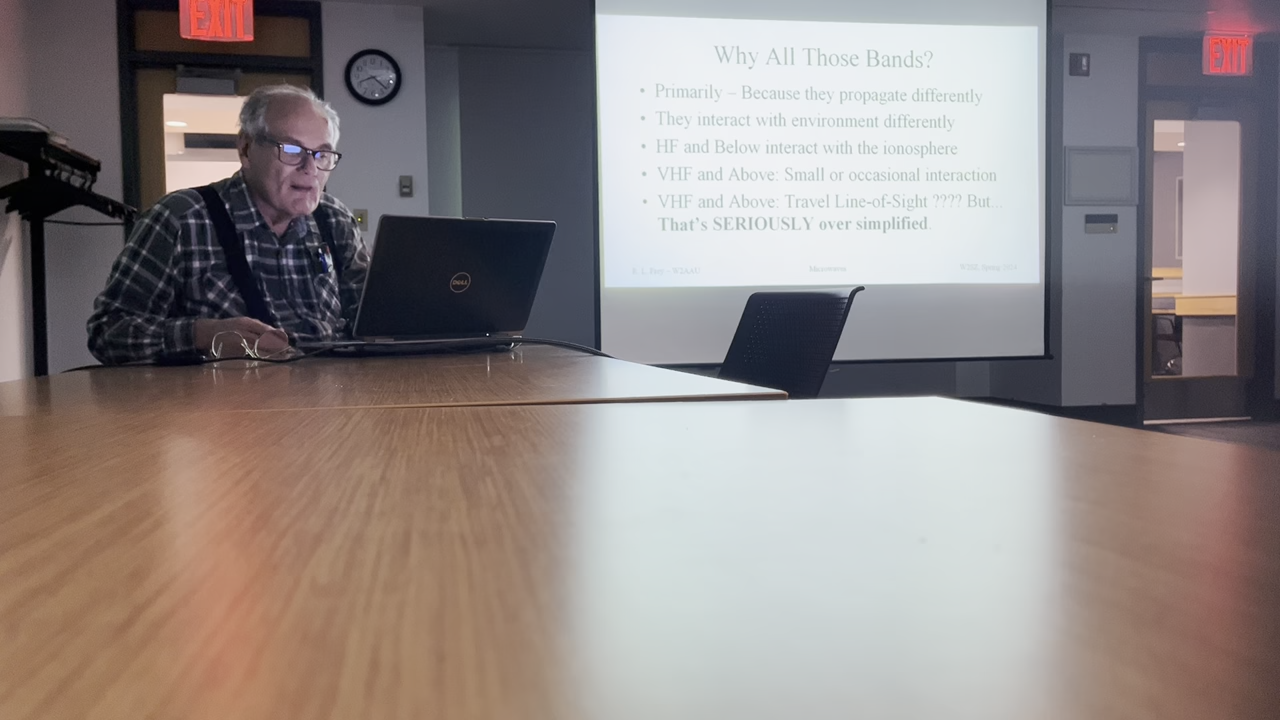 EXIT
EXIT
Why All Those Bands?
• Primarily – Because they propagate differently
• They interact with environment differently
• HF and Below interact with the ionosphere
• VHF and Above: Small or occasional interaction
• VHF and Above: Travel Line-of-Sight ???? But...
That's SERIOUSLY over simplified.
Microwaves
DELL